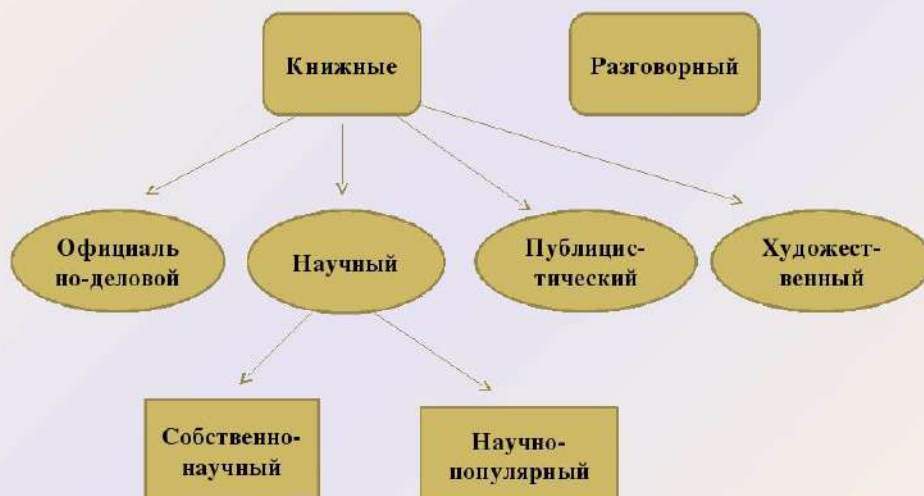 Книжные
Разговорный
Официаль
но-деловой
Научный
Публицис-
тический
Художест-
венный
Собственно-
научный
Научно-
популярный